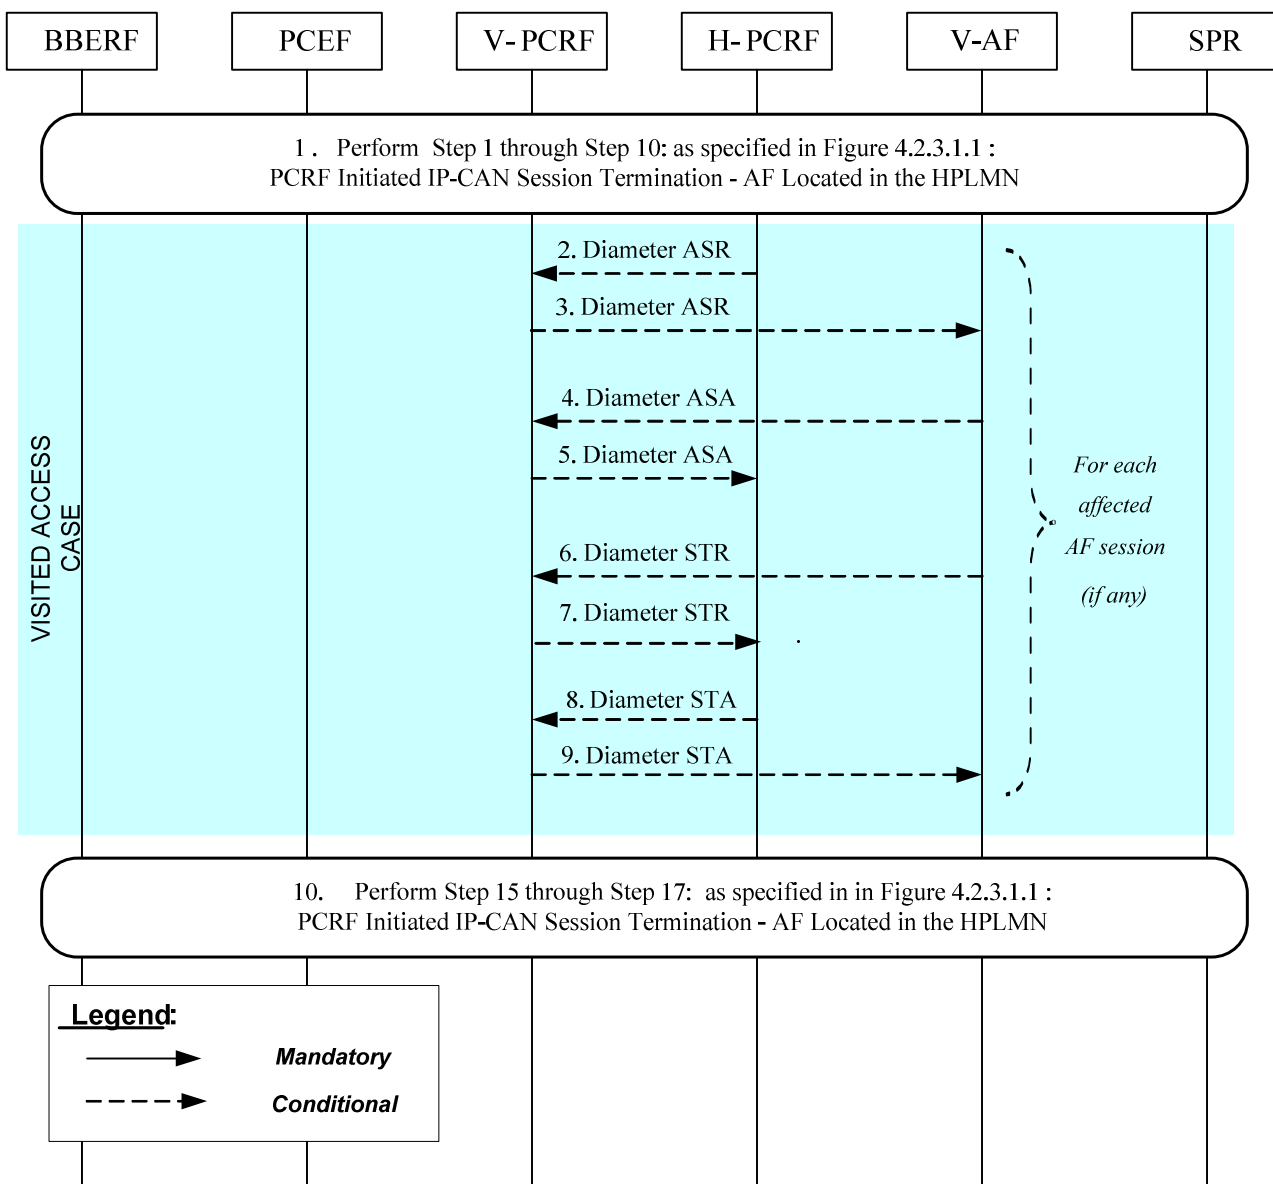 BBERF
PCEF
V-PCRF
H-PCRF
V-AF
SPR
1. Perform Step 1 through Step 10: as specified in Figure 4.2.3.1.1 :
PCRF Initiated IP-CAN Session Termination - AF Located in the HPLMN
2. Diameter ASR
3. Diameter ASR
4. Diameter ASA
5. Diameter ASA
6. Diameter STR
7. Diameter STR
8. Diameter STA
9. Diameter STA
VISITED ACCESS
CASE
For each
affected
AF session
(if any)
10. Perform Step 15 through Step 17: as specified in in Figure 4.2.3.1.1 :
PCRF Initiated IP-CAN Session Termination - AF Located in the HPLMN
Legend:
Mandatory
Conditional